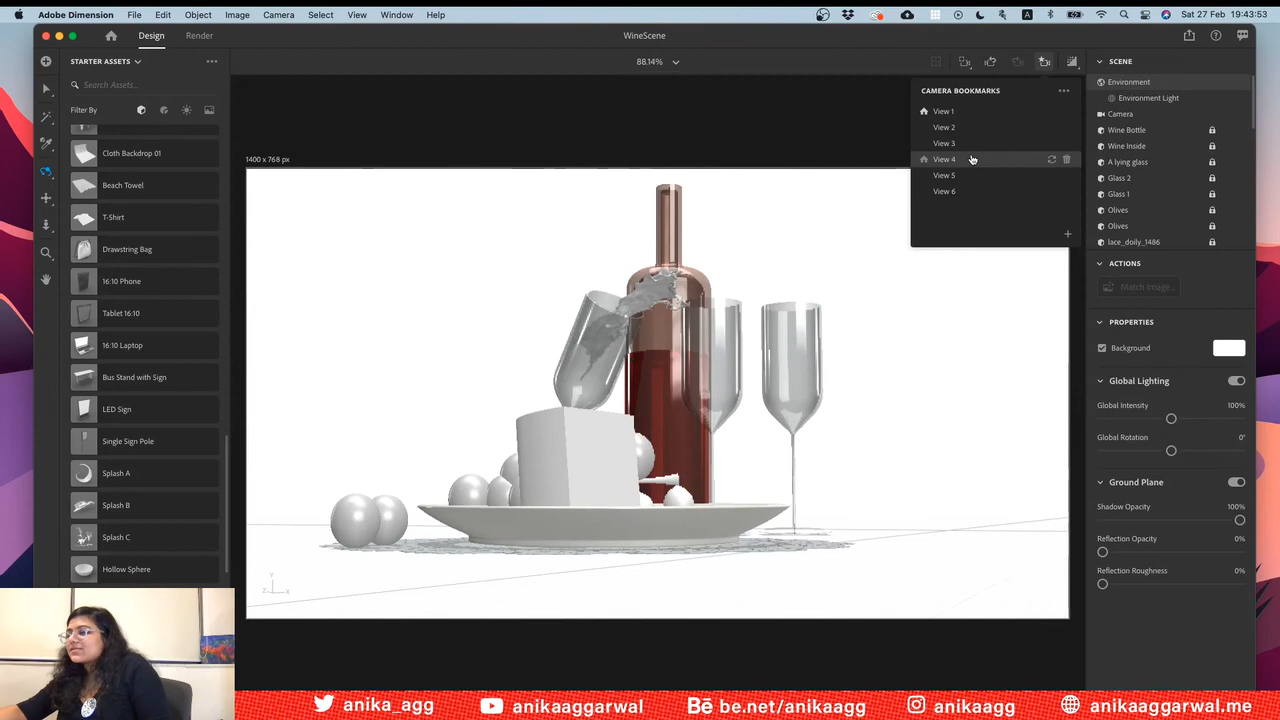 Adobe Dimension File Edit Object Image Camera Select View Window Help
A
Sat 27 Feb 19:43:53
Design Render
WineScene
STARTER ASSETS
88.14%
Search Assets...
Filter By
Cloth Backdrop 01
Beach Towel
T-Shirt
Drawstring Bag
16:10 Phone
Tablet 16:10
16:10 Laptop
Bus Stand with Sign
LED Sign
Single Sign Pole
Splash A
Splash B
Splash C
Hollow Sphere
1400 x 768 px
Y
Z X
CAMERA BOOKMARKS
View 1
View 2
View 3
View 4
View 5
View 6
SCENE
Environment
Environment Light
Camera
Wine Bottle
Wine Inside
A lying glass
Glass 2
Glass 1
Olives
Olives
lace_doily_1486
ACTIONS
Match Image...
PROPERTIES
Background
Global Lighting
Global Intensity 100%
Global Rotation 0°
Ground Plane
Shadow Opacity 100%
Reflection Opacity 0%
Reflection Roughness 0%
anika_agg
anikaaggarwal
Bē be.net/anikaagg
anikaagg
anikaaggarwal.me